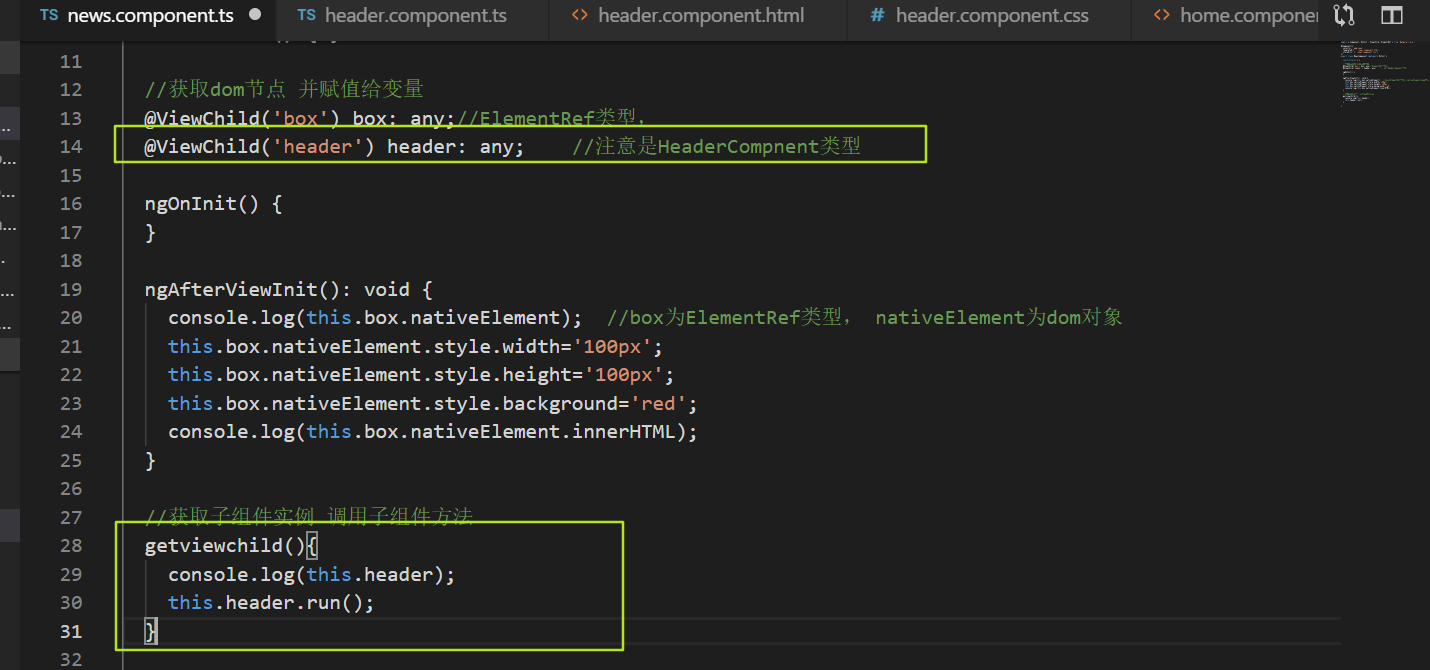 TS news.component.ts ● TS header.component.ts <> header.component.html # header.component.css <> home.compone
11
12 //获取dom节点 并赋值给变量
13 @ViewChild('box') box: any;//ElementRef类型，
14 @ViewChild('header') header: any; //注意是HeaderCompnent类型
15
16 ngOnInit() {
17 }
18
19 ngAfterViewInit(): void {
20 console.log(this.box.nativeElement); //box为ElementRef类型， nativeElement为dom对象
21 this.box.nativeElement.style.width='100px';
22 this.box.nativeElement.style.height='100px';
23 this.box.nativeElement.style.background='red';
24 console.log(this.box.nativeElement.innerHTML);
25 }
26
27 //获取子组件实例 调用子组件方法
28 getviewchild(){
29 console.log(this.header);
30 this.header.run();
31 }
32